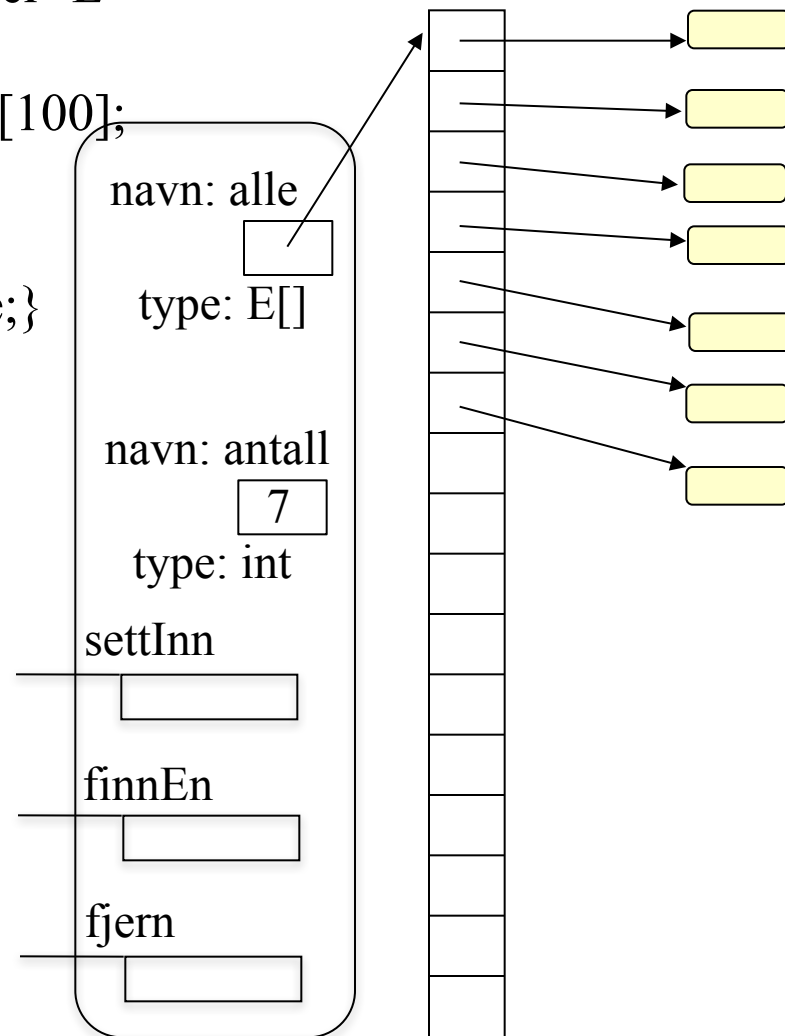 [100];
navn: alle
type: E[]
;}
navn: antall
7
type: int
settInn
finnEn
fjern